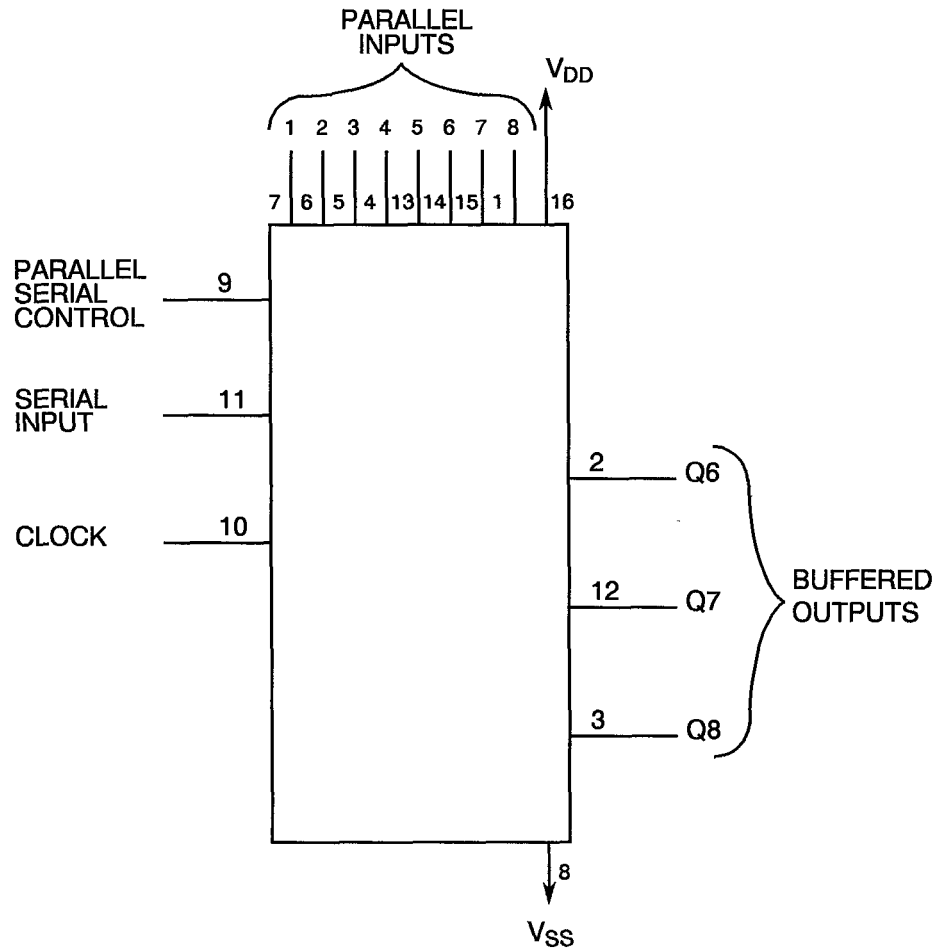 PARALLEL
INPUTS
VDD
1 2 3 4 5 6 7 8
7 6 5 4 13 14 15 1 16
PARALLEL
SERIAL
CONTROL
9
SERIAL
INPUT
11
2 Q6
CLOCK
10
12 Q7
BUFFERED
OUTPUTS
3 Q8
8
VSS